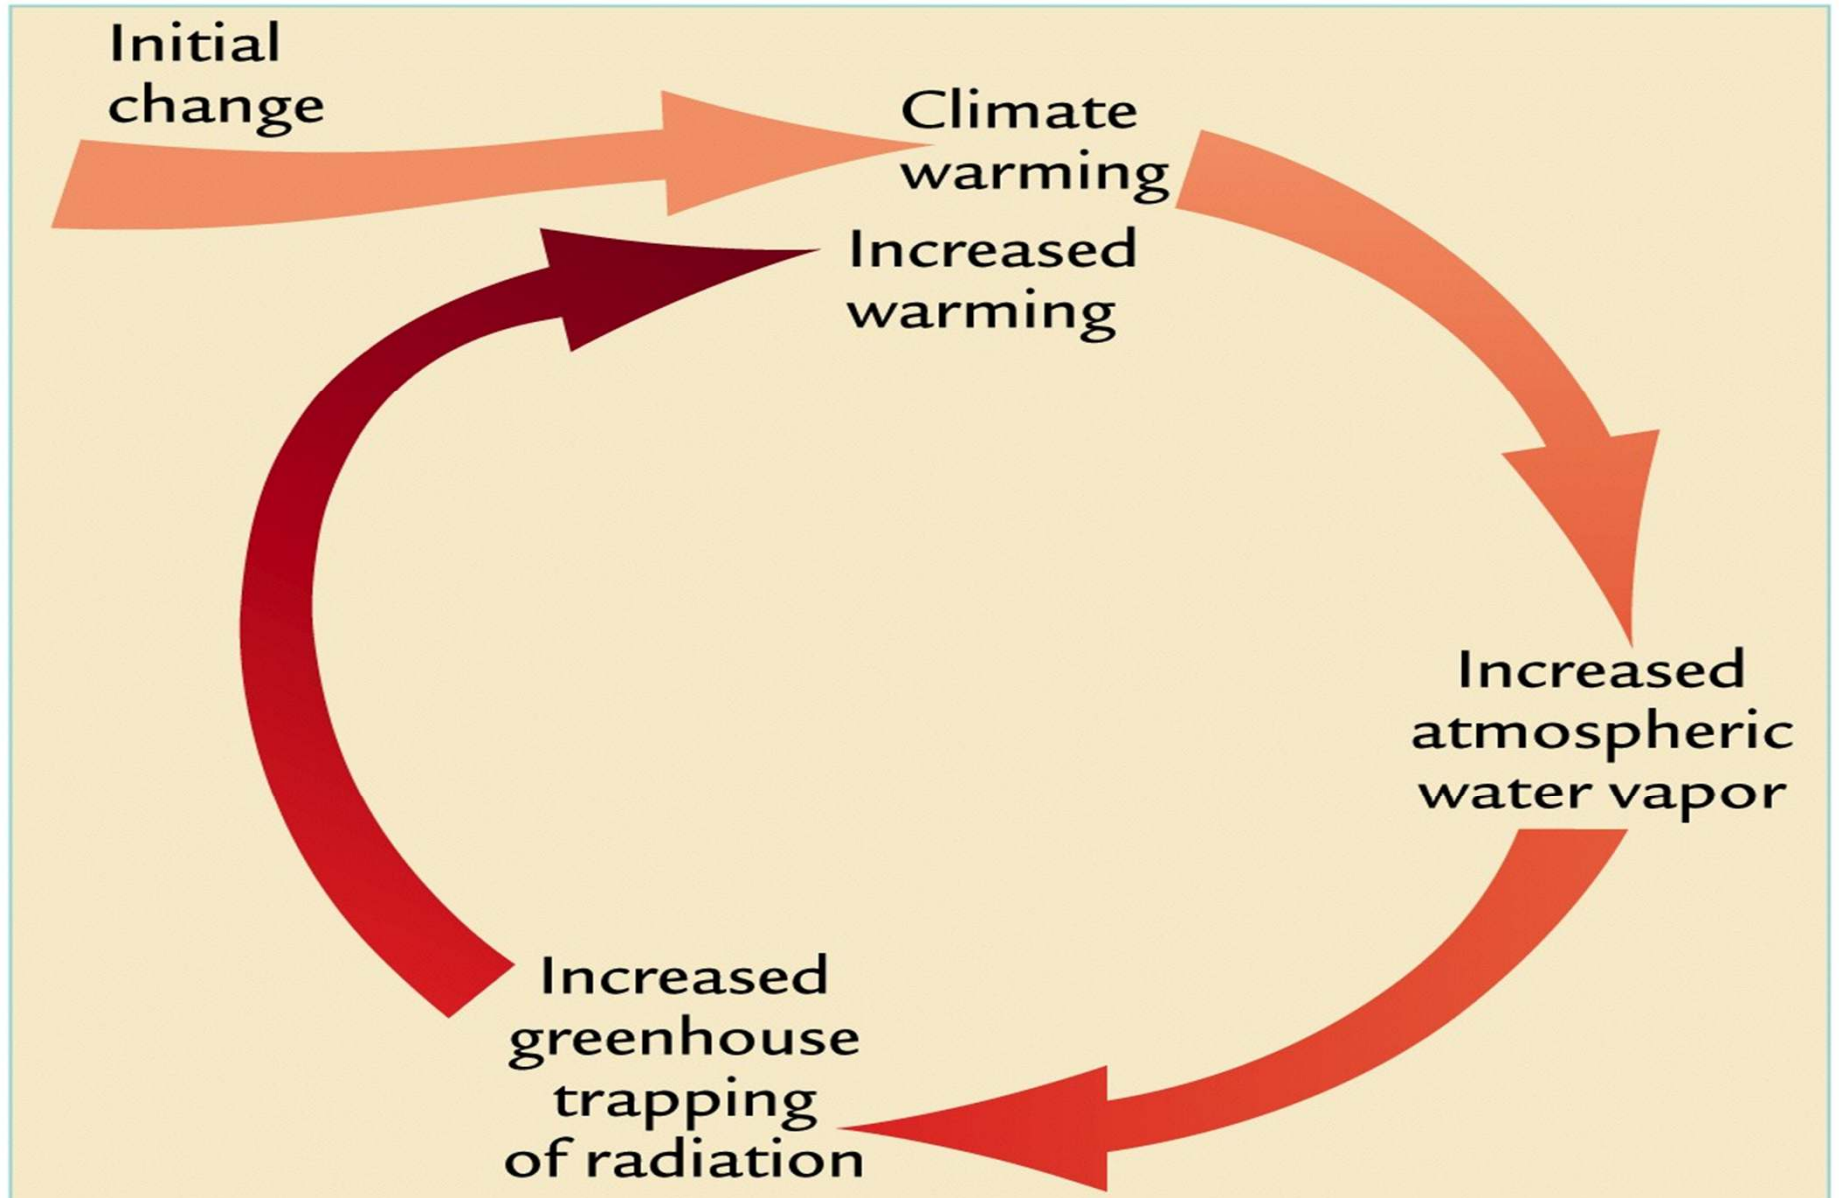 Initial
change
Climate
warming
Increased
warming
Increased
atmospheric
water vapor
Increased
greenhouse
trapping
of radiation